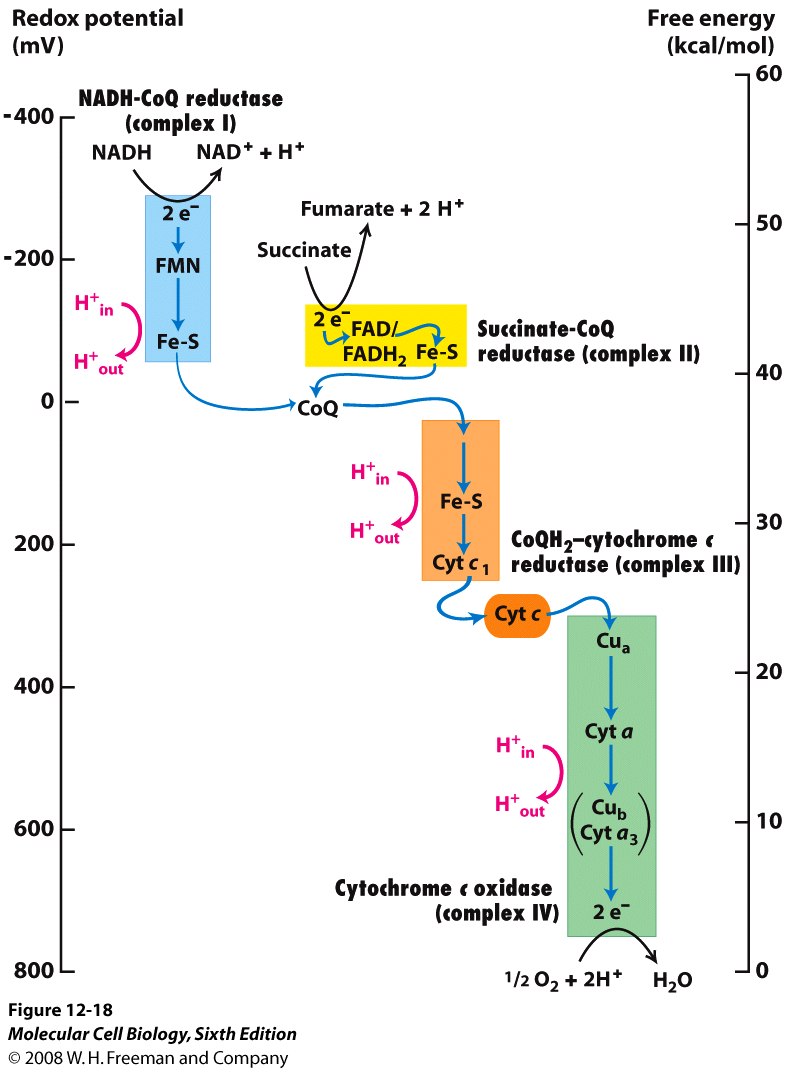 Redox potential
(mV)
Free energy
(kcal/mol)
60
-400
NADH-CoQ reductase
(complex I)
NADH
NAD⁺ + H⁺
2 e⁻
FMN
Fe-S
H⁺in
H⁺out
50
-200
Fumarate + 2 H⁺
Succinate
2 e⁻
FAD/
FADH₂
Fe-S
Succinate-CoQ
reductase (complex II)
40
0
CoQ
H⁺in
H⁺out
Fe-S
Cyt c₁
30
200
CoQH₂–cytochrome c
reductase (complex III)
Cyt c
Cuₐ
20
400
Cyt a
H⁺in
H⁺out
Cub
Cyt a₃
10
600
Cytochrome c oxidase
(complex IV)
2 e⁻
800
0
1/2 O₂ + 2H⁺
H₂O
Figure 12-18
Molecular Cell Biology, Sixth Edition
© 2008 W. H. Freeman and Company